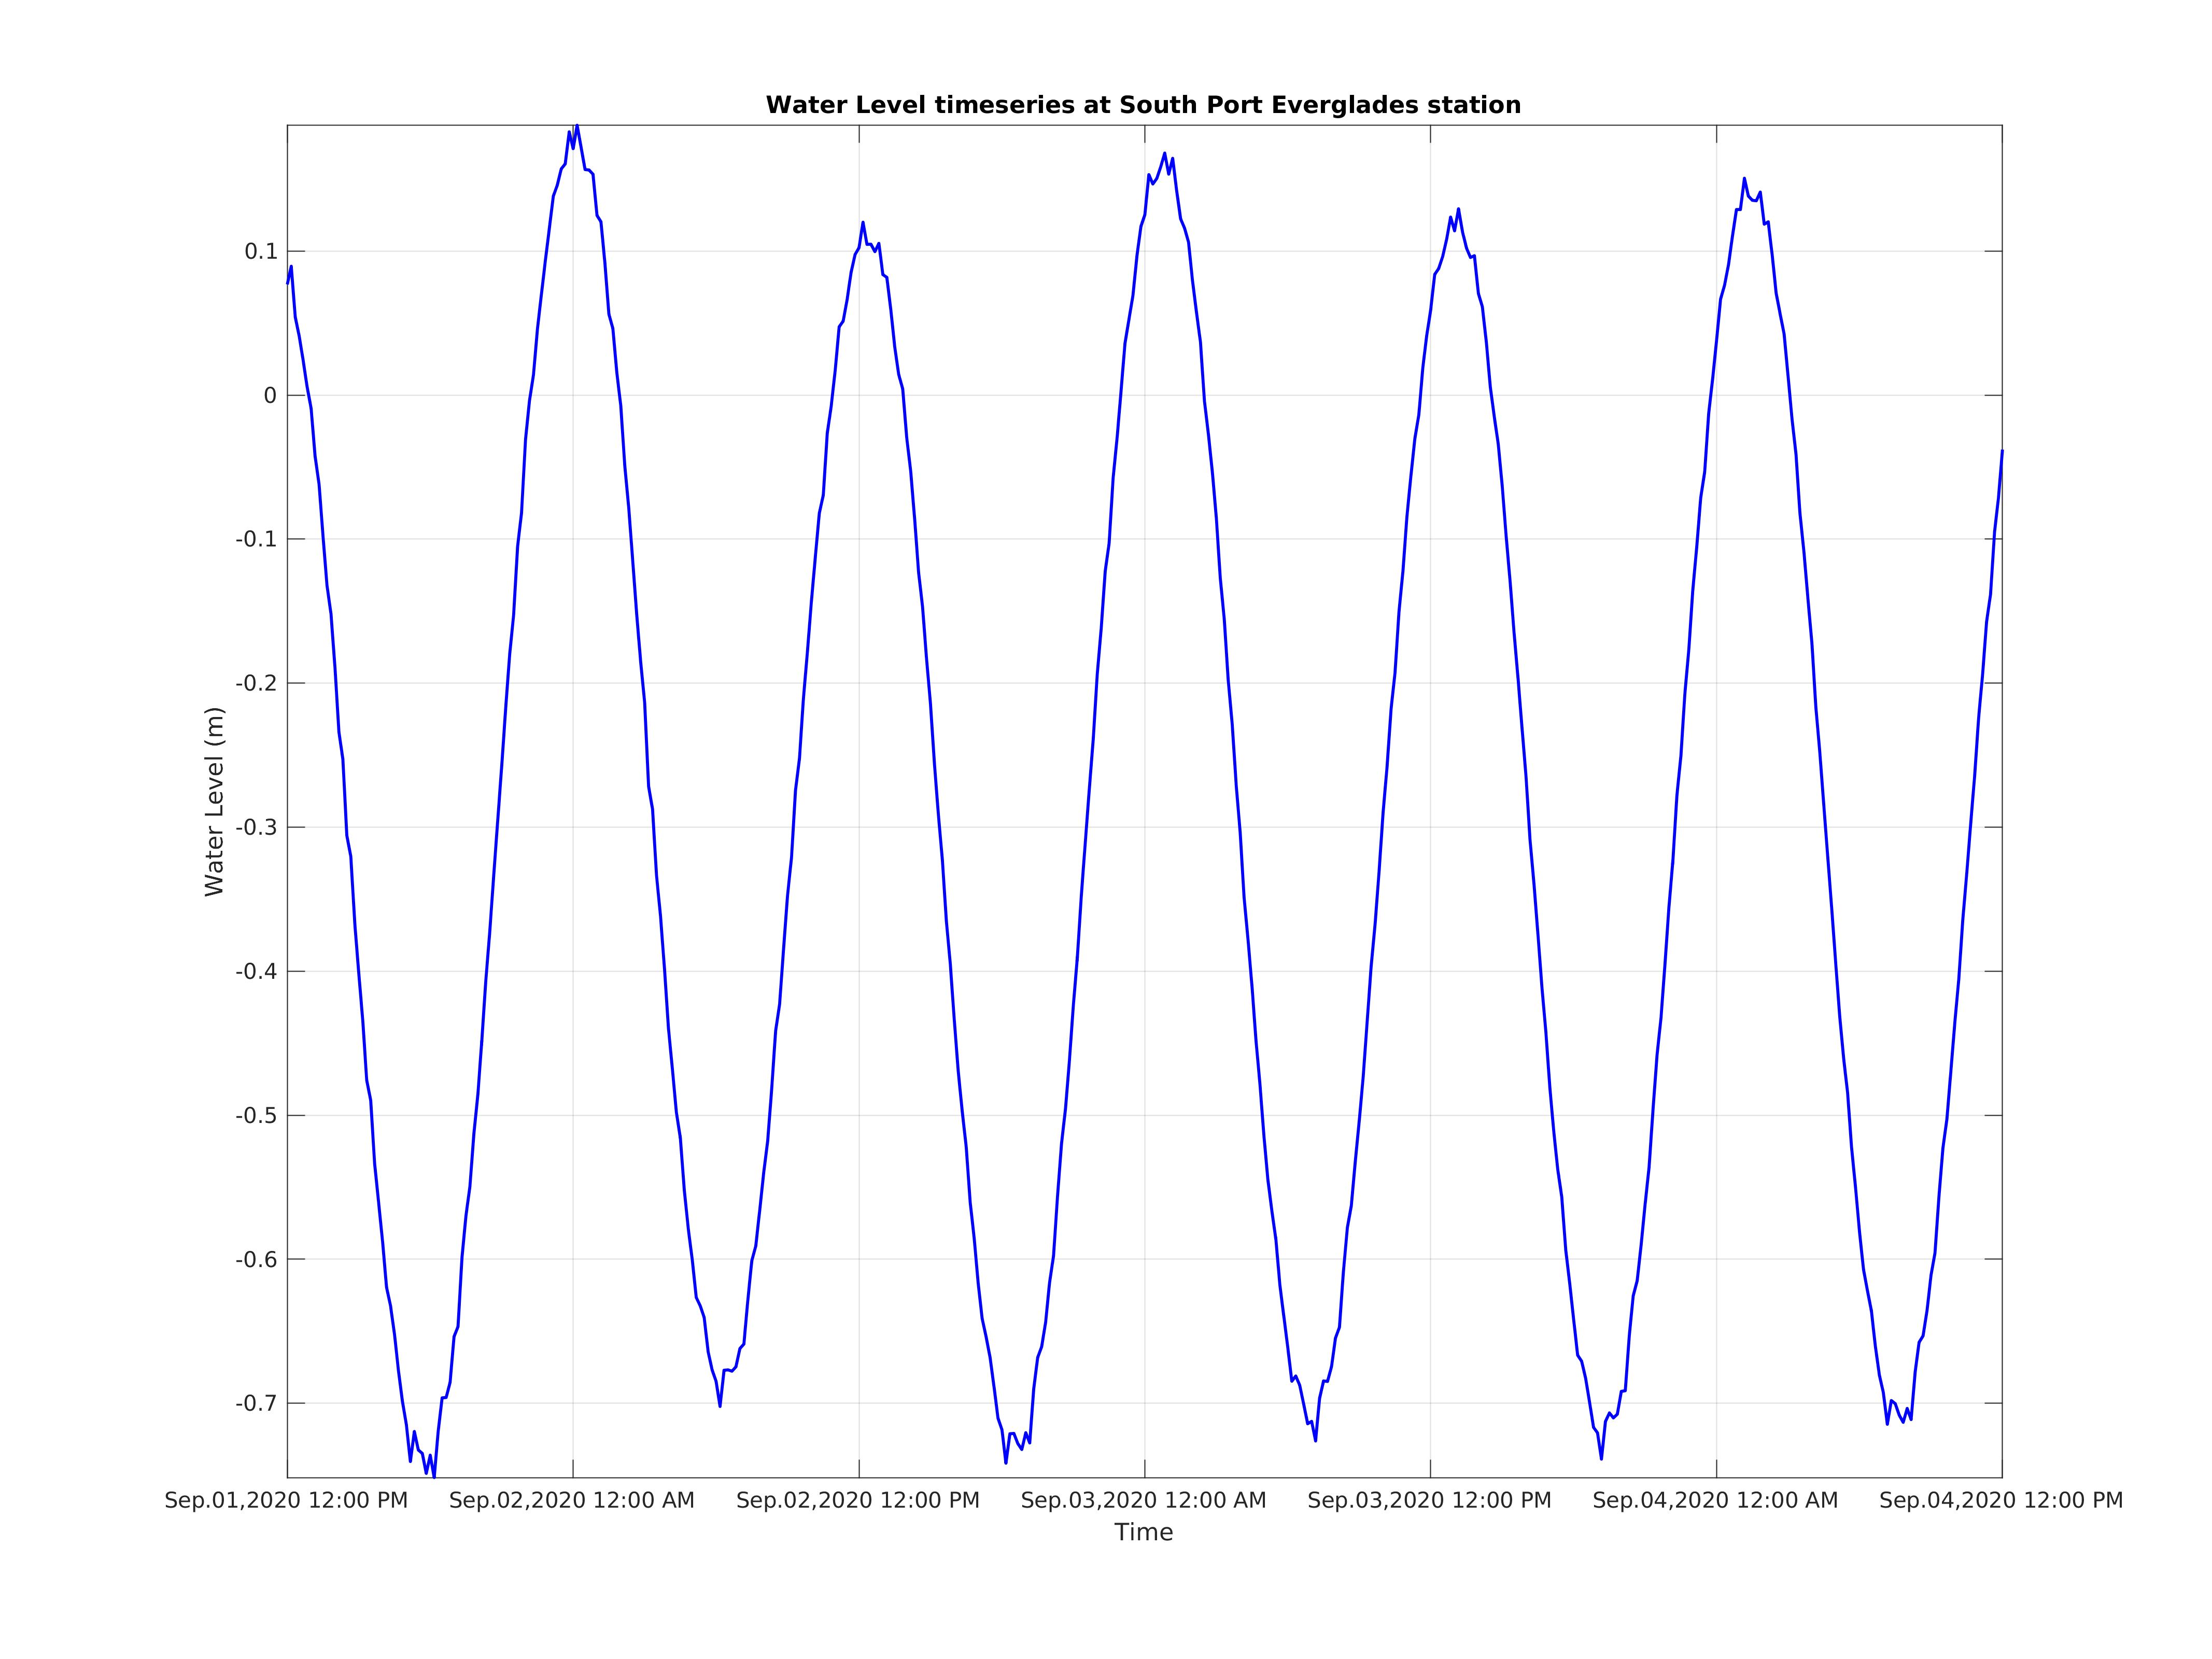 Water Level timeseries at South Port Everglades station
Water Level (m)
0.1
0
-0.1
-0.2
-0.3
-0.4
-0.5
-0.6
-0.7
Sep.01,2020 12:00 PM Sep.02,2020 12:00 AM Sep.02,2020 12:00 PM Sep.03,2020 12:00 AM Sep.03,2020 12:00 PM Sep.04,2020 12:00 AM Sep.04,2020 12:00 PM
Time